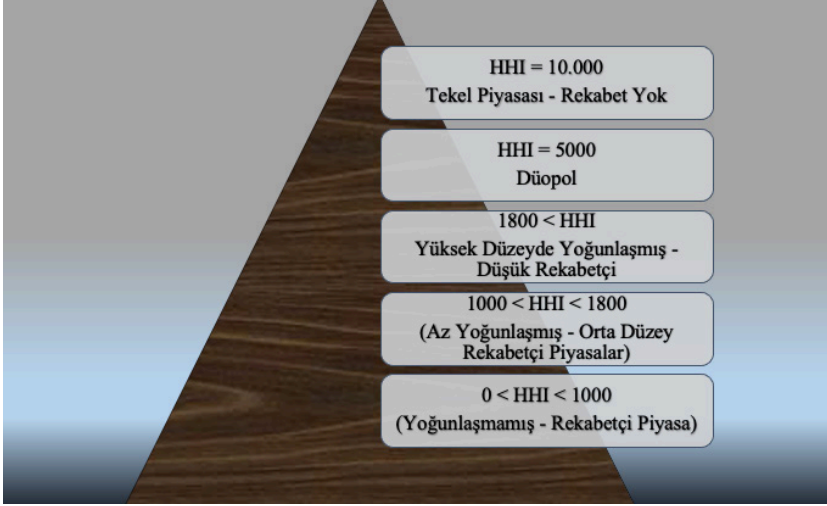 HHI = 10.000
Tekel Piyasası - Rekabet Yok
HHI = 5000
Düopol
1800 < HHI
Yüksek Düzeyde Yoğunlaşmış -
Düşük Rekabetçi
1000 < HHI < 1800
(Az Yoğunlaşmış - Orta Düzey
Rekabetçi Piyasalar)
0 < HHI < 1000
(Yoğunlaşmamış - Rekabetçi Piyasa)